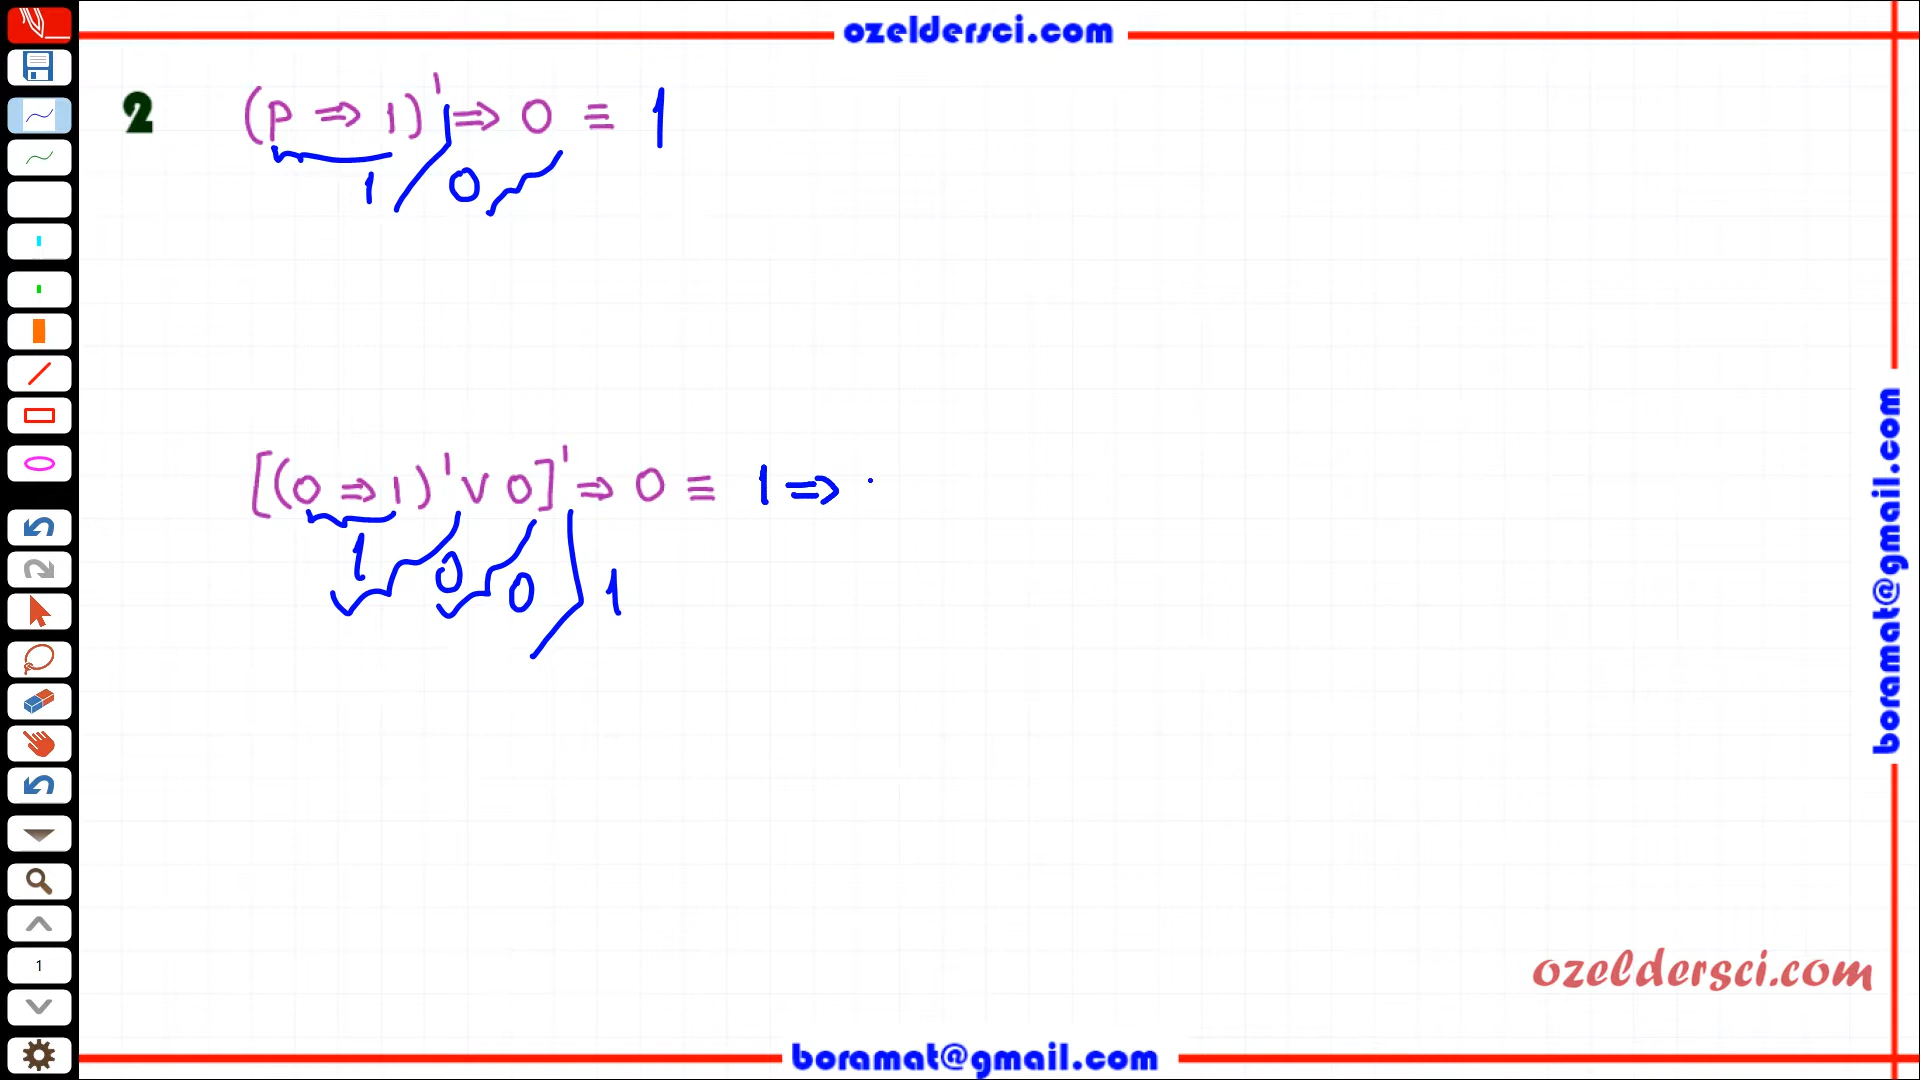 ozeldersci.com
2 (p ⇒ 1)' ⇒ 0 ≡ 1
1 0
[(0 ⇒ 1)' ∨ 0]' ⇒ 0 ≡ 1 ⇒
1 0 0 1
boramat@gmail.com
1
ozeldersci.com
boramat@gmail.com